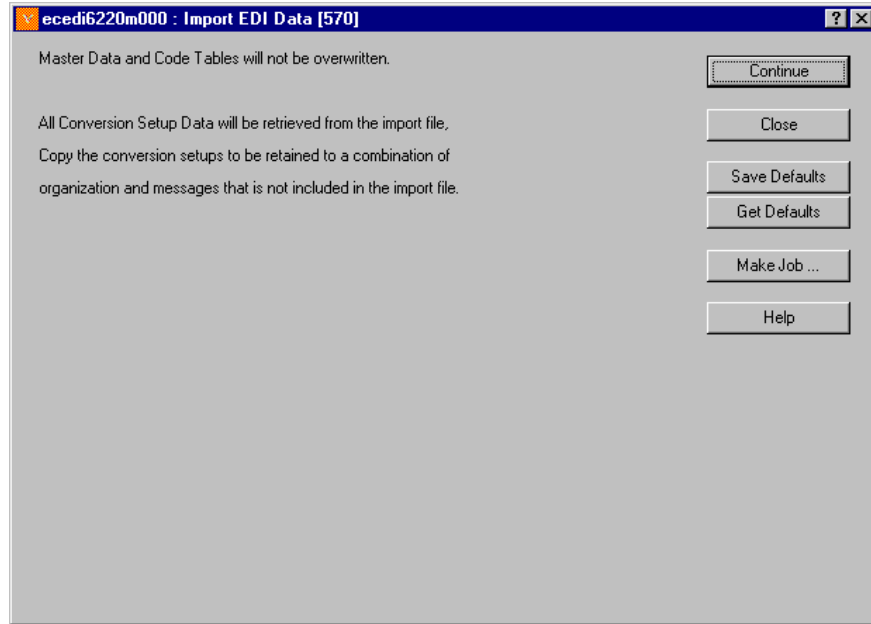 ecedi6220m000 : Import EDI Data [570]
Master Data and Code Tables will not be overwritten.
Continue
All Conversion Setup Data will be retrieved from the import file,
Close
Copy the conversion setups to be retained to a combination of
organization and messages that is not included in the import file.
Save Defaults
Get Defaults
Make Job ...
Help